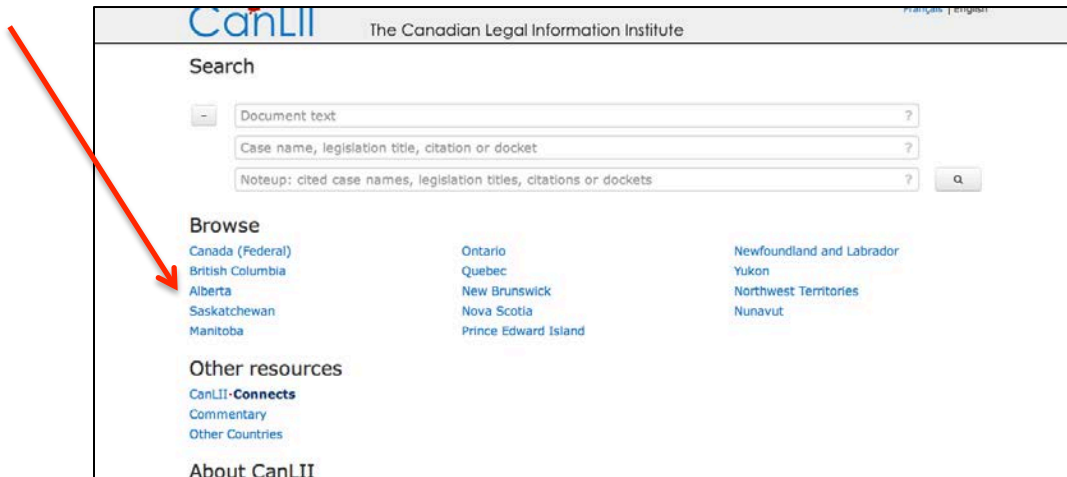 CanLII The Canadian Legal Information Institute Français | English
Search
- Document text ?
Case name, legislation title, citation or docket ?
Noteup: cited case names, legislation titles, citations or dockets ?
Browse
Canada (Federal) Ontario Newfoundland and Labrador
British Columbia Quebec Yukon
Alberta New Brunswick Northwest Territories
Saskatchewan Nova Scotia Nunavut
Manitoba Prince Edward Island
Other resources
CanLII-Connects
Commentary
Other Countries
About CanLII